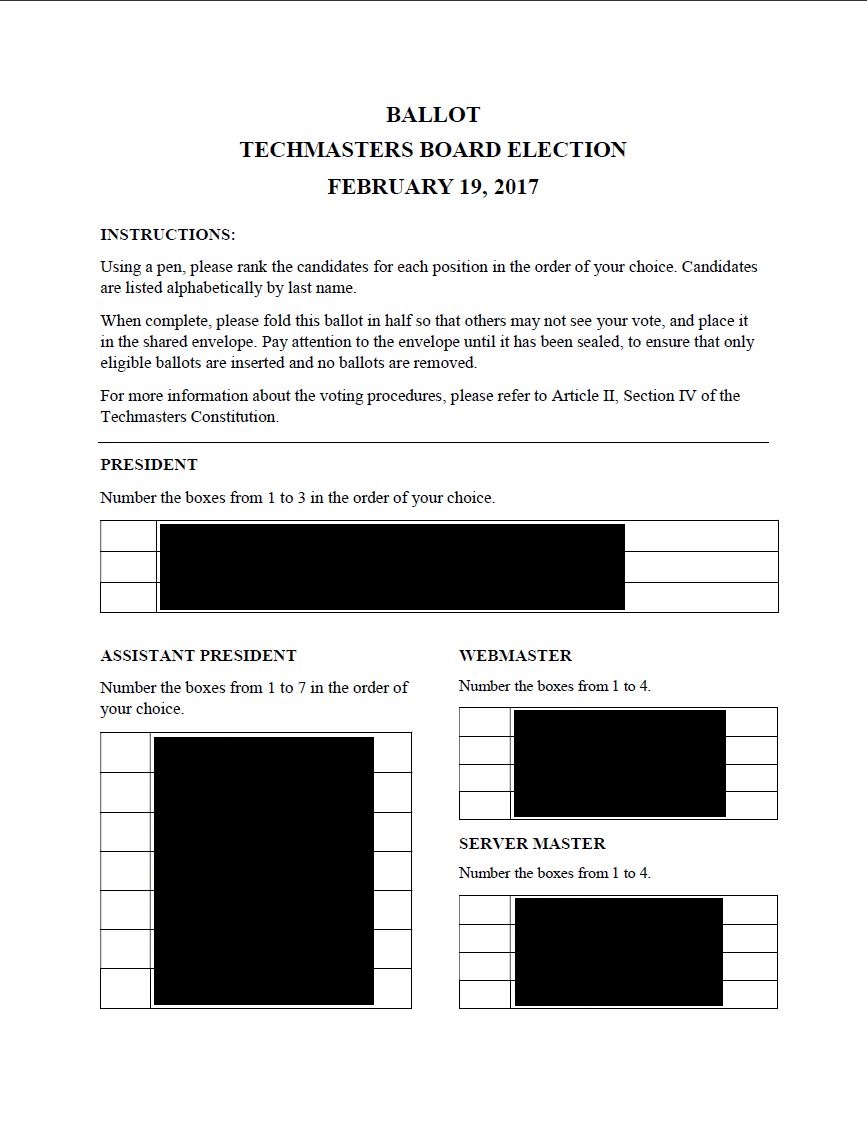 BALLOT
TECHMASTERS BOARD ELECTION
FEBRUARY 19, 2017
INSTRUCTIONS:
Using a pen, please rank the candidates for each position in the order of your choice. Candidates
are listed alphabetically by last name.
When complete, please fold this ballot in half so that others may not see your vote, and place it
in the shared envelope. Pay attention to the envelope until it has been sealed, to ensure that only
eligible ballots are inserted and no ballots are removed.
For more information about the voting procedures, please refer to Article II, Section IV of the
Techmasters Constitution.
PRESIDENT
Number the boxes from 1 to 3 in the order of your choice.
ASSISTANT PRESIDENT
Number the boxes from 1 to 7 in the order of
your choice.
WEBMASTER
Number the boxes from 1 to 4.
SERVER MASTER
Number the boxes from 1 to 4.